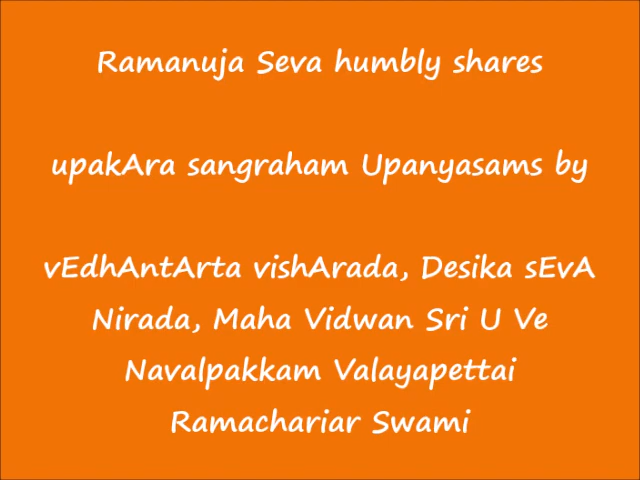 Ramanuja Seva humbly shares
upakAra sangraham Upanyasams by
vEdhAntArta vishArada, Desika sEvA
Nirada, Maha Vidwan Sri U Ve
Navalpakkam Valayapettai
Ramachariar Swami